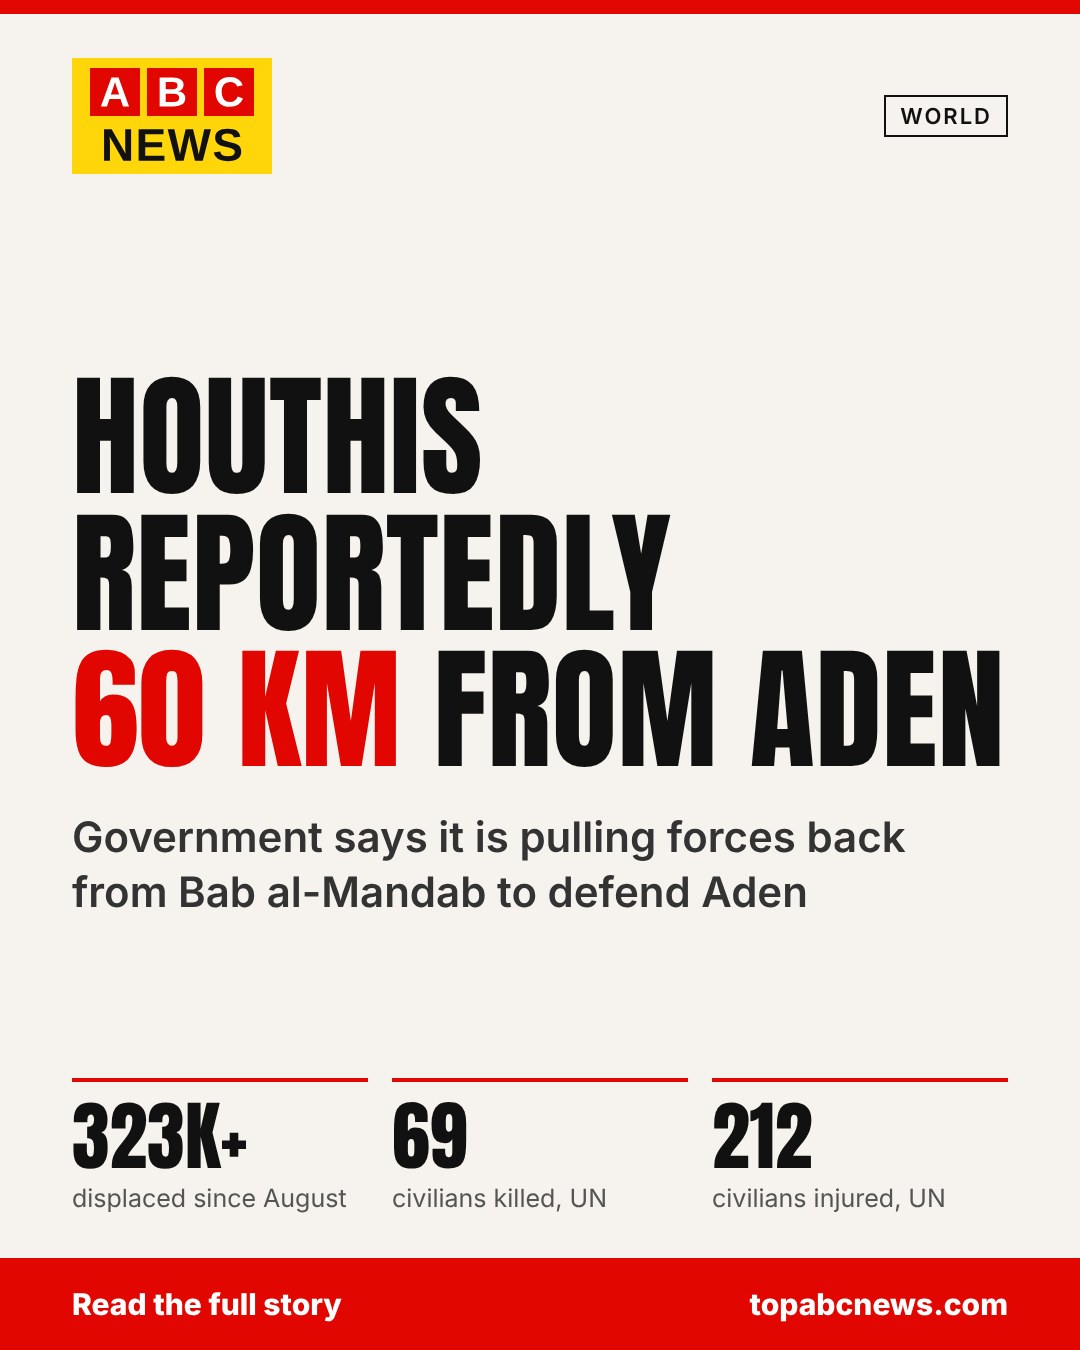 ABC
NEWS
WORLD
HOUTHIS
REPORTEDLY
60 KM FROM ADEN
Government says it is pulling forces back
from Bab al-Mandab to defend Aden
323K+
displaced since August
69
civilians killed, UN
212
civilians injured, UN
Read the full story
topabcnews.com